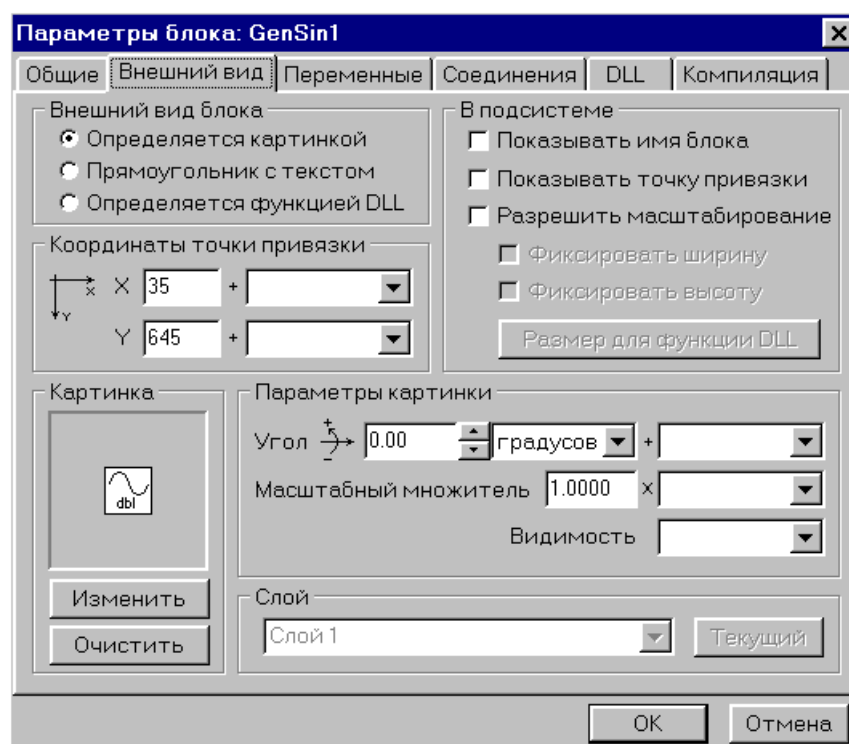 Параметры блока: GenSin1
Общие Внешний вид Переменные Соединения DLL Компиляция
Внешний вид блока
Определяется картинкой
Прямоугольник с текстом
Определяется функцией DLL
В подсистеме
Показывать имя блока
Показывать точку привязки
Разрешить масштабирование
Фиксировать ширину
Фиксировать высоту
Размер для функции DLL
Координаты точки привязки
X X 35 +
Y Y 645 +
Картинка
dbl
Изменить
Очистить
Параметры картинки
Угол + - 0.00 градусов +
Масштабный множитель 1.0000 x
Видимость
Слой
Слой 1 Текущий
OK Отмена